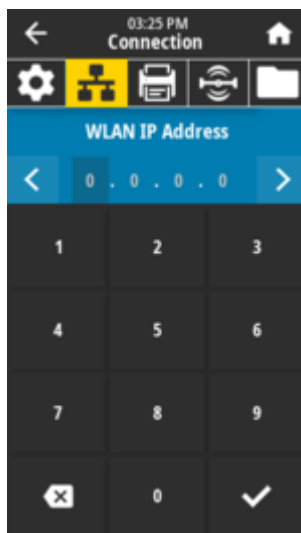 03:25 PM
Connection
WLAN IP Address
0 . 0 . 0 . 0
1 2 3
4 5 6
7 8 9
0